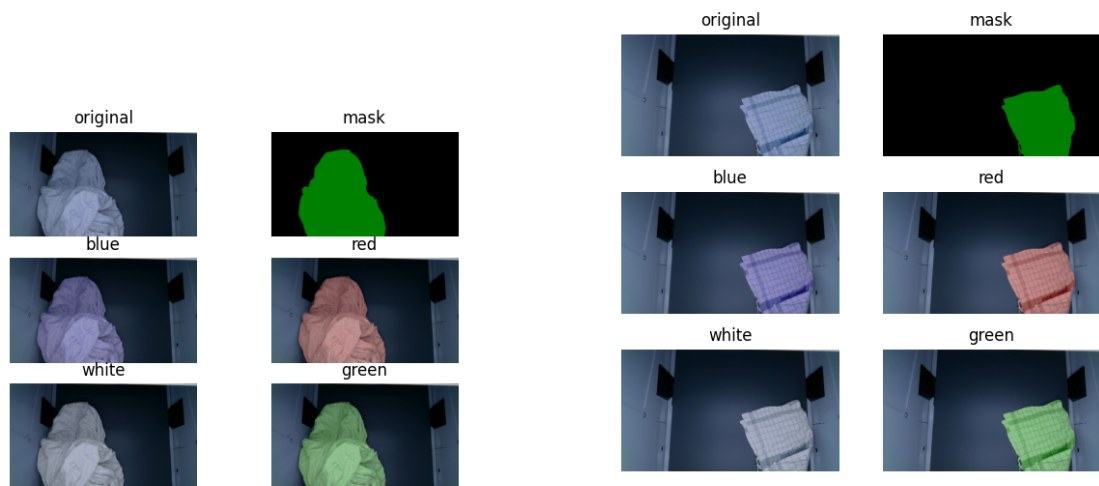 original
mask
blue
red
white
green
original
mask
blue
red
white
green